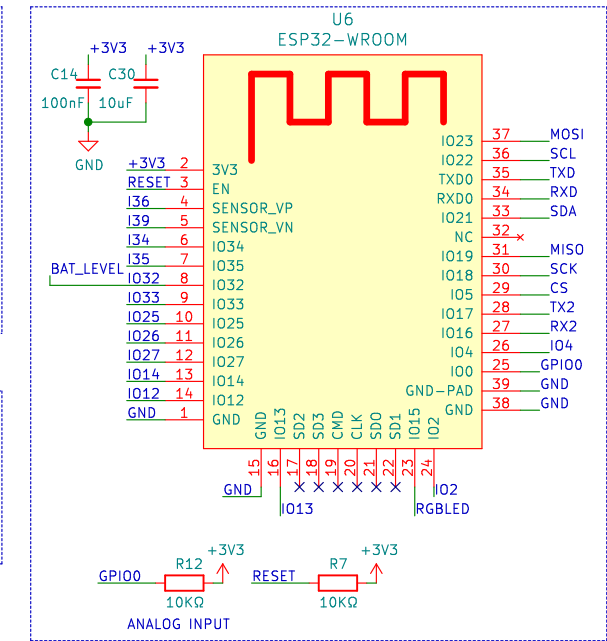 U6
ESP32-WROOM
+3V3 +3V3
C14 C30
100nF 10uF
GND
+3V3 2 3V3
RESET 3 EN
I36 4 SENSOR_VP
I39 5 SENSOR_VN
I34 6 IO34
I35 7 IO35
BAT_LEVEL
IO32 8 IO32
IO33 9 IO33
IO25 10 IO25
IO26 11 IO26
IO27 12 IO27
IO14 13 IO14
IO12 14 IO12
GND 1 GND
IO23 37 MOSI
IO22 36 SCL
TXD0 35 TXD
RXD0 34 RXD
IO21 33 SDA
NC 32
IO19 31 MISO
IO18 30 SCK
IO5 29 CS
IO17 28 TX2
IO16 27 RX2
IO4 26 IO4
IO0 25 GPIO0
GND-PAD 39 GND
GND 38 GND
GND IO13 SD2 SD3 CMD CLK SD0 SD1 IO15 IO2
15 16 17 18 19 20 21 22 23 24
GND IO2
IO13 RGBLED
+3V3 +3V3
R12 R7
GPIO0 RESET
10KΩ 10KΩ
ANALOG INPUT